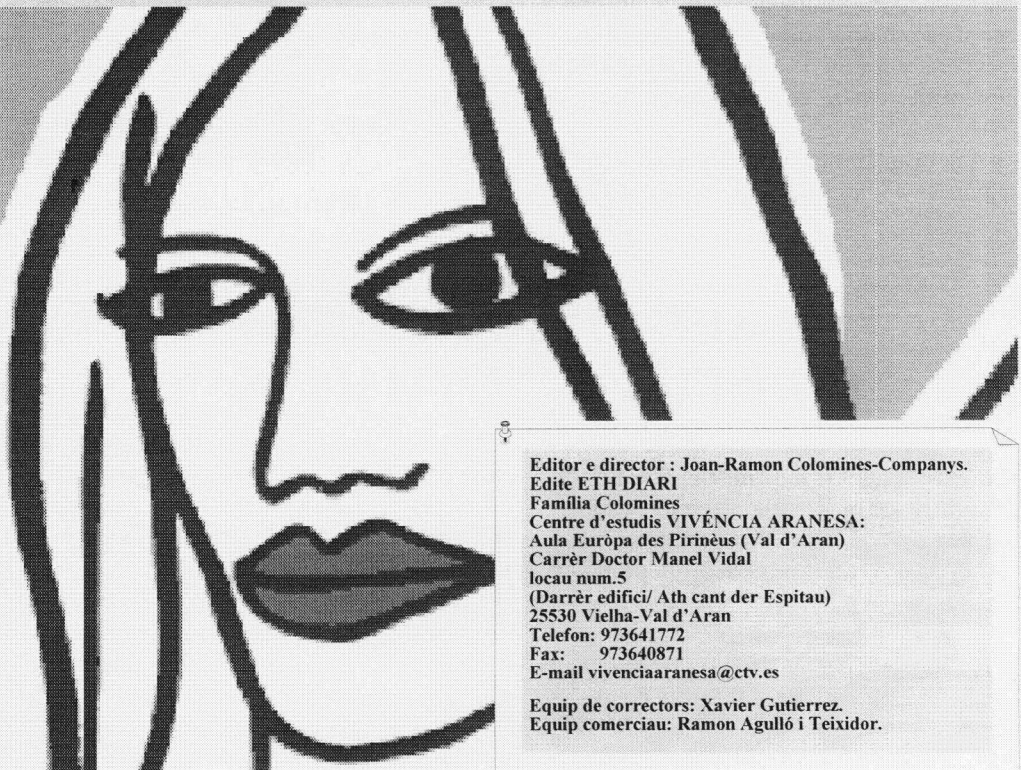 Editor e director : Joan-Ramon Colomines-Companys.
Edite ETH DIARI
Família Colomines
Centre d'estudis VIVÉNCIA ARANESA:
Aula Euròpa des Pirinèus (Val d'Aran)
Carrèr Doctor Manel Vidal
locau num.5
(Darrèr edifici/ Ath cant der Espitau)
25530 Vielha-Val d'Aran
Telefon: 973641772
Fax: 973640871
E-mail vivenciaaranesa@ctv.es

Equip de correctors: Xavier Gutierrez.
Equip comerciau: Ramon Agulló i Teixidor.